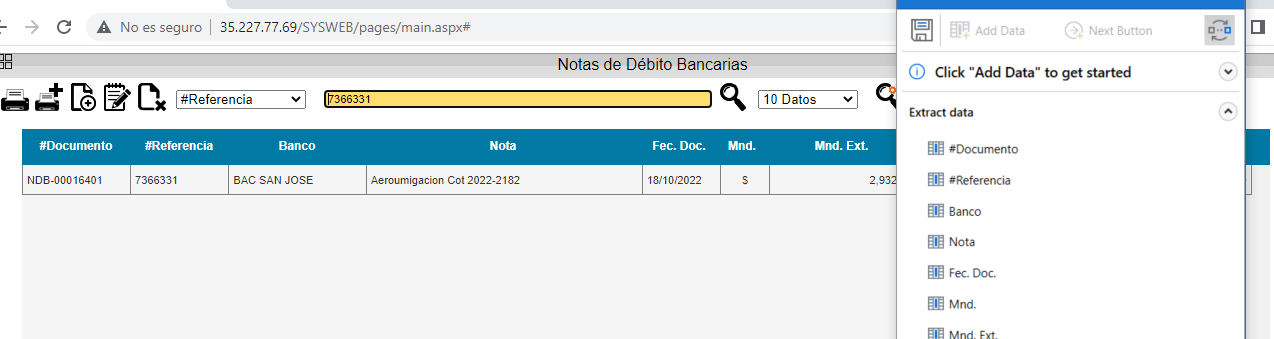 No es seguro 35.227.77.69/SYSWEB/pages/main.aspx#
Notas de Débito Bancarias
#Referencia 7366331 10 Datos
#Documento #Referencia Banco Nota Fec. Doc. Mnd. Mnd. Ext.
NDB-00016401 7366331 BAC SAN JOSE Aeroumigacion Cot 2022-2182 18/10/2022 $ 2,932
Add Data Next Button
Click "Add Data" to get started
Extract data
#Documento
#Referencia
Banco
Nota
Fec. Doc.
Mnd.
Mnd. Ext.